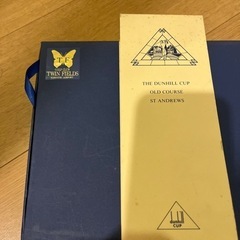 TWIN FIELDS
THE DUNHILL CUP
OLD COURSE
ST ANDREWS
CUP